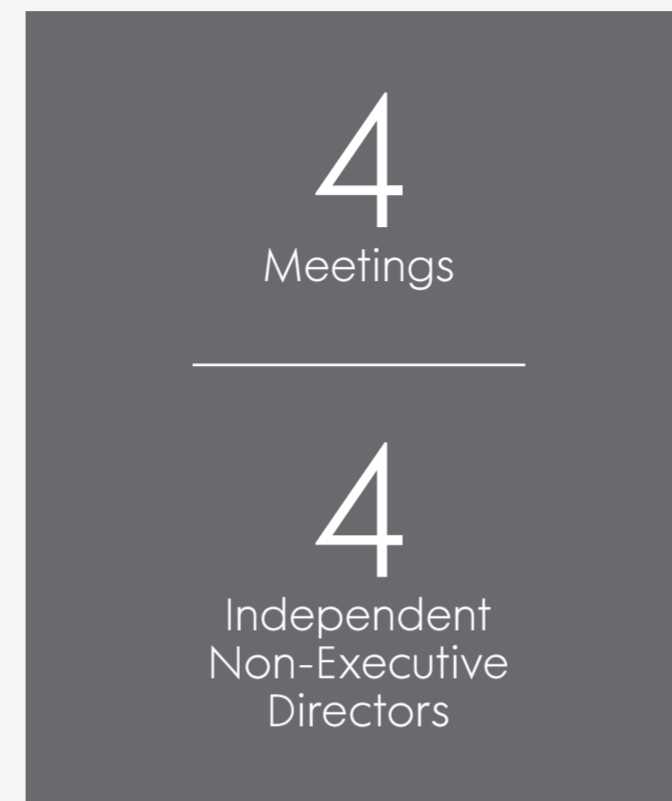 4
Meetings
4
Independent
Non-Executive
Directors